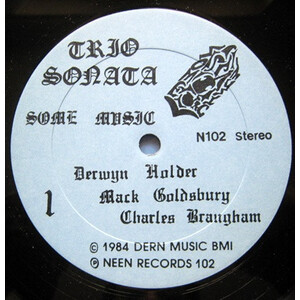 TRIO
SONATA
SOME MUSIC
N102 Stereo
Derwyn Holder
1
Mack Goldsbury
Charles Braugham
© 1984 DERN MUSIC BMI
℗ NEEN RECORDS 102